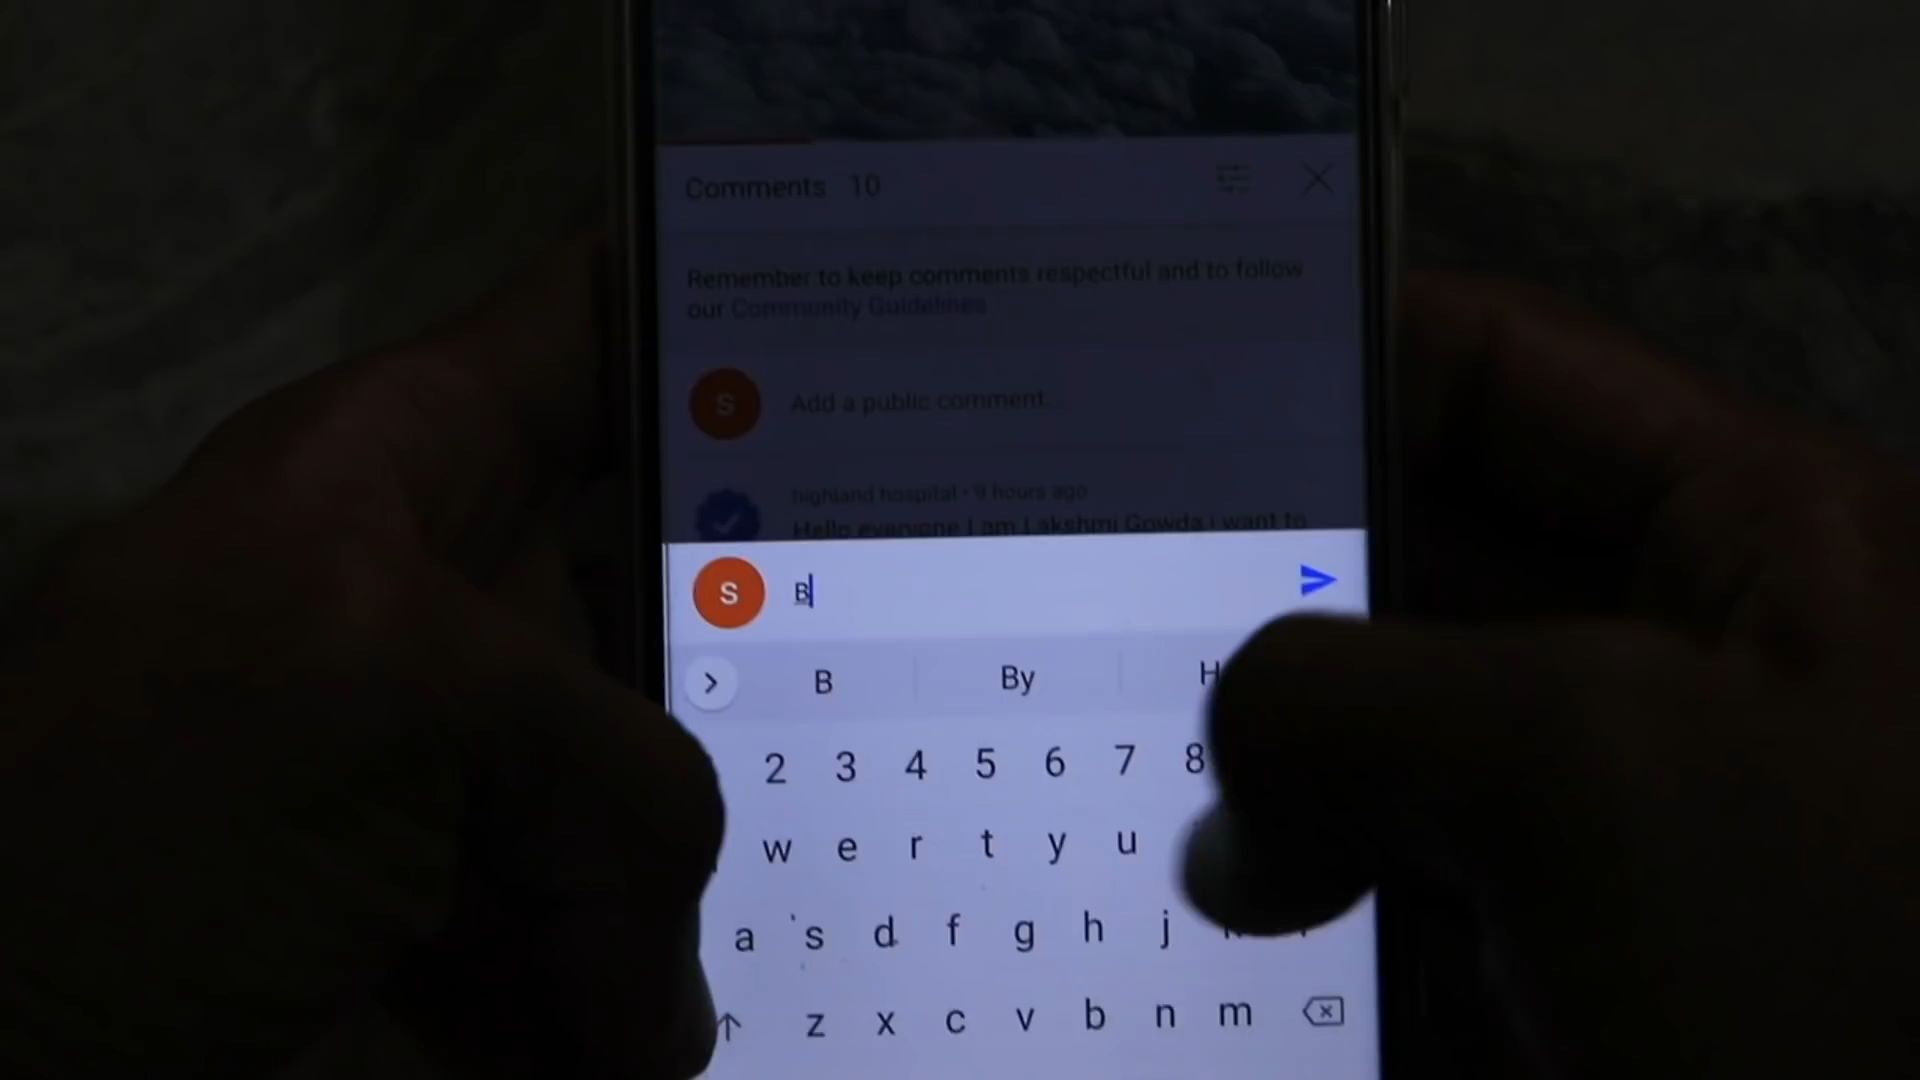 Comments 10
Remember to keep comments respectful and to follow
our Community Guidelines
S Add a public comment...
highland hospital • 9 hours ago
Hello everyone I am Lakshmi Gowda i want to
S B
B By H
2 3 4 5 6 7 8
w e r t y u
a s d f g h j
z x c v b n m